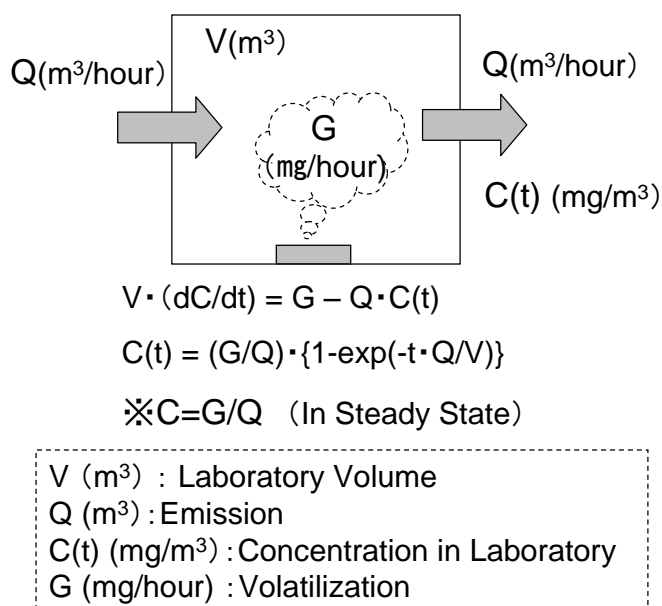 V(m³)
Q(m³/hour)
Q(m³/hour)
G
(㎎/hour)
C(t) (mg/m³)
V・(dC/dt) = G – Q・C(t)
C(t) = (G/Q)・{1-exp(-t・Q/V)}
※C=G/Q （In Steady State）
V（m³）: Laboratory Volume
Q (m³）:Emission
C(t) (mg/m³）:Concentration in Laboratory
G (mg/hour) : Volatilization